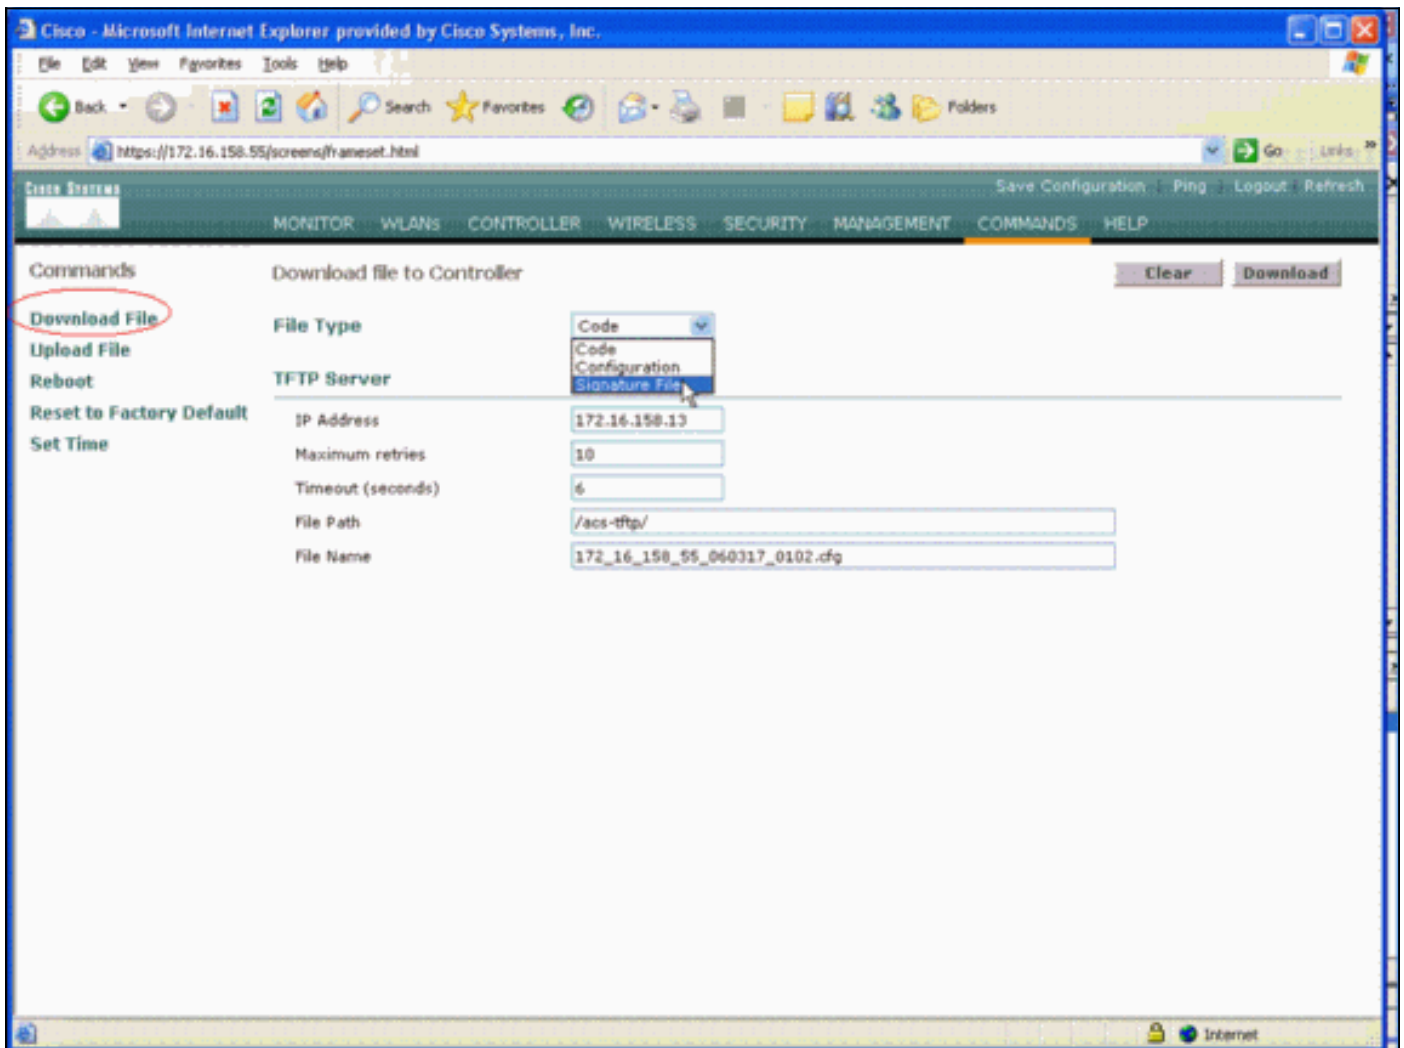 Cisco - Microsoft Internet Explorer provided by Cisco Systems, Inc.
File Edit View Favorites Tools Help
Back Search Favorites Folders
Address https://172.16.158.55/screens/frameset.html Go Links »
CISCO SYSTEMS
Save Configuration Ping Logout Refresh
MONITOR WLANs CONTROLLER WIRELESS SECURITY MANAGEMENT COMMANDS HELP
Commands
Download File
Upload File
Reboot
Reset to Factory Default
Set Time
Download file to Controller Clear Download
File Type Code
Code
Configuration
Signature File
TFTP Server
IP Address 172.16.158.13
Maximum retries 10
Timeout (seconds) 6
File Path /acs-tftp/
File Name 172_16_158_55_060317_0102.cfg
Internet